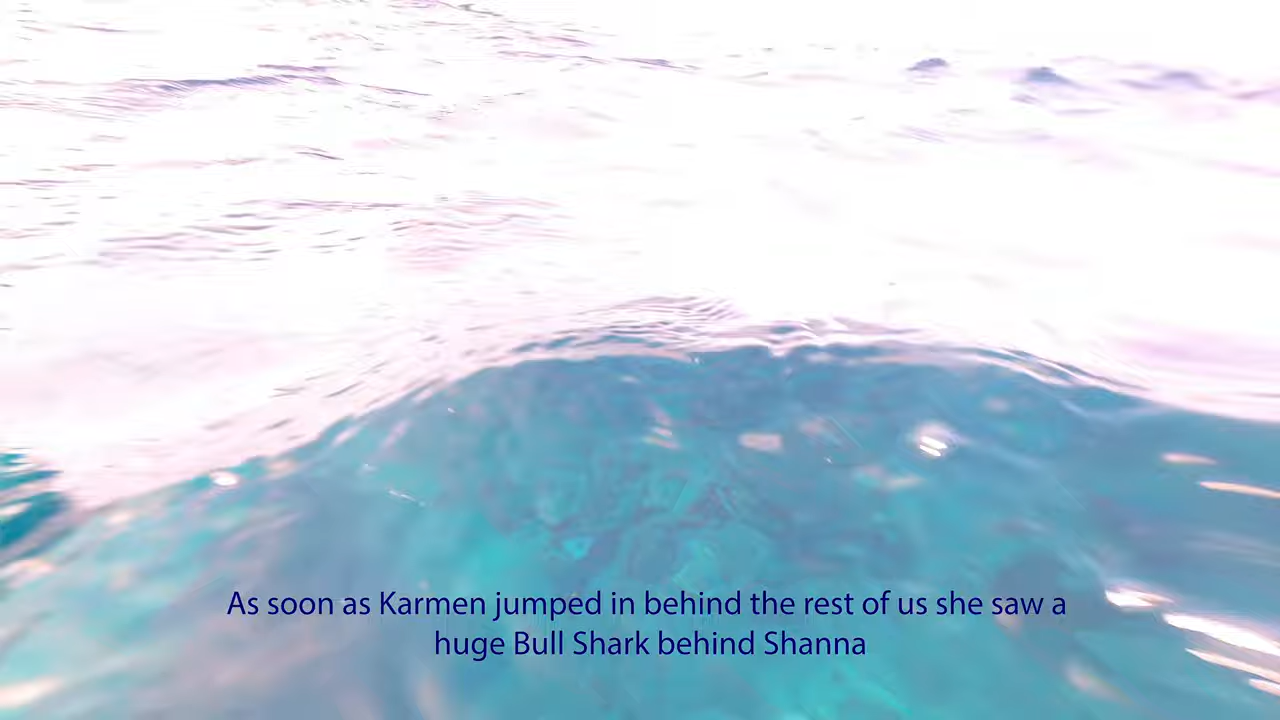 As soon as Karmen jumped in behind the rest of us she saw a
huge Bull Shark behind Shanna